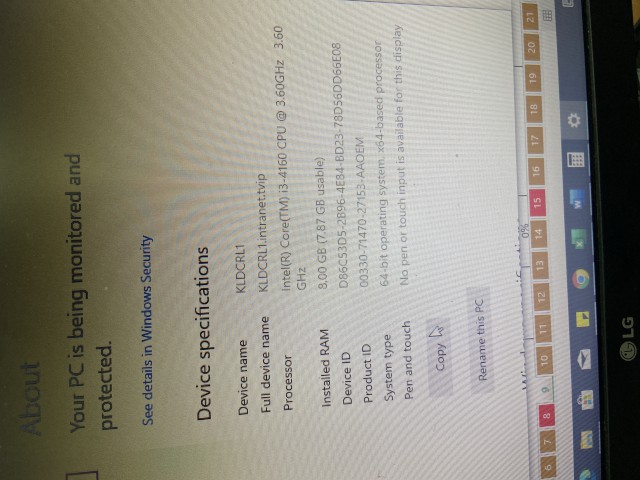 About
Your PC is being monitored and
protected.
See details in Windows Security
Device specifications
Device name KLDCRL1
Full device name KLDCRL1.intranet.tvip
Processor Intel(R) Core(TM) i3-4160 CPU @ 3.60GHz 3.60
GHz
Installed RAM 8,00 GB (7,87 GB usable)
Device ID D86C53D5-2B96-4E84-BD23-78D56DD66E08
Product ID 00330-71470-27153-AAOEM
System type 64-bit operating system, x64-based processor
Pen and touch No pen or touch input is available for this display
Copy
Rename this PC
0%
6 7 8 9 10 11 12 13 14 15 16 17 18 19 20 21
LG